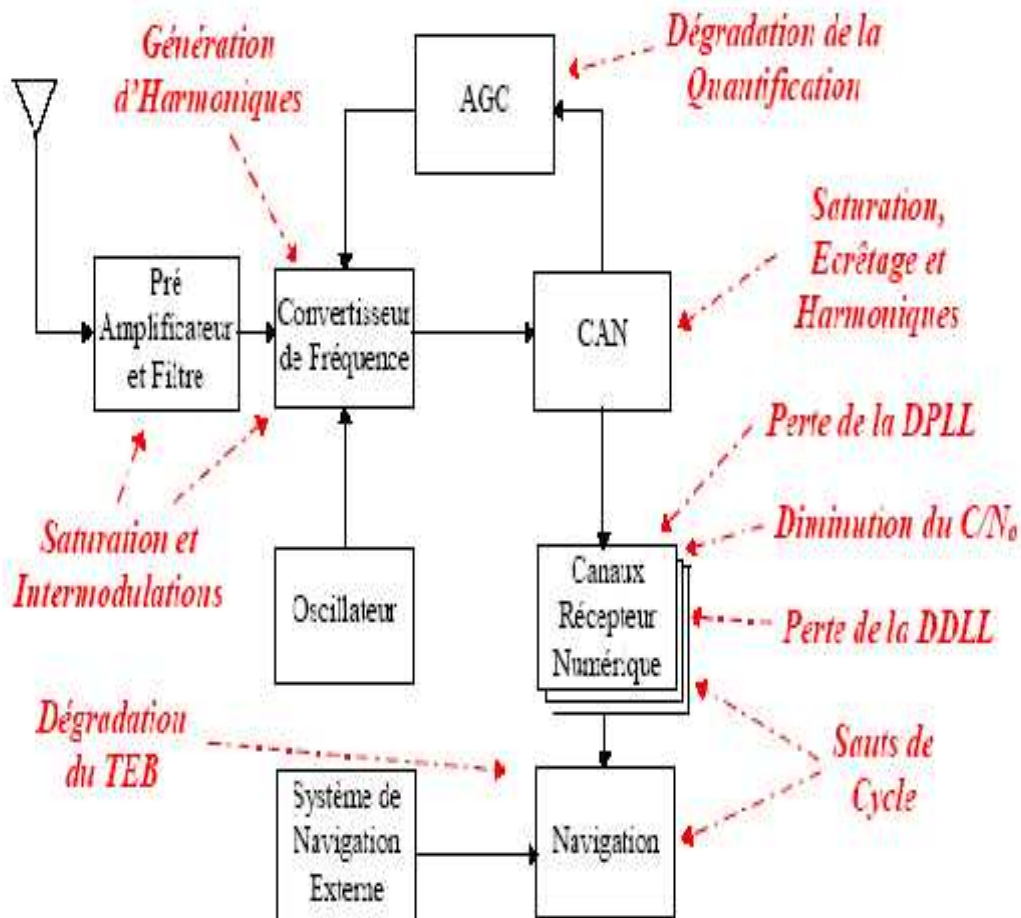 Génération
d'Harmoniques
AGC
Dégradation de la
Quantification
Saturation,
Ecrêtage et
Harmoniques
Pré
Amplificateur
et Filtre
Convertisseur
de Fréquence
CAN
Perte de la DPLL
Saturation et
Intermodulations
Oscillateur
Canaux
Récepteur
Numérique
Diminution du C/N₀
Perte de la DDLL
Dégradation
du TEB
Système de
Navigation
Externe
Navigation
Sauts de
Cycle